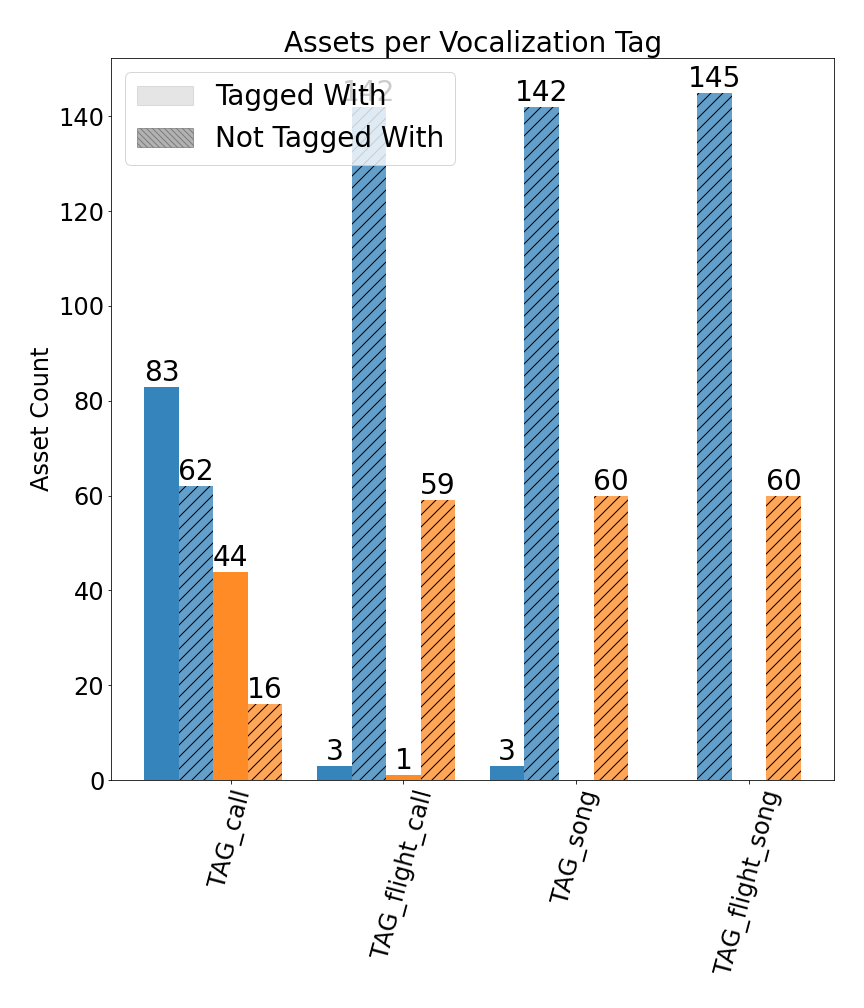 Assets per Vocalization Tag
Tagged With
Not Tagged With
142
142
145
140
120
100
80
60
40
20
0
Asset Count
83
62
44
16
3
1
59
3
60
60
TAG_call
TAG_flight_call
TAG_song
TAG_flight_song